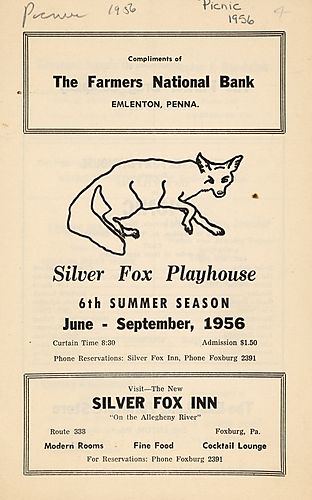 Picnic 1956 Picnic
1956 4
Compliments of
The Farmers National Bank
EMLENTON, PENNA.
Silver Fox Playhouse
6th SUMMER SEASON
June - September, 1956
Curtain Time 8:30 Admission $1.50
Phone Reservations: Silver Fox Inn, Phone Foxburg 2391
Visit—The New
SILVER FOX INN
"On the Allegheny River"
Route 338 Foxburg, Pa.
Modern Rooms Fine Food Cocktail Lounge
For Reservations: Phone Foxburg 2391